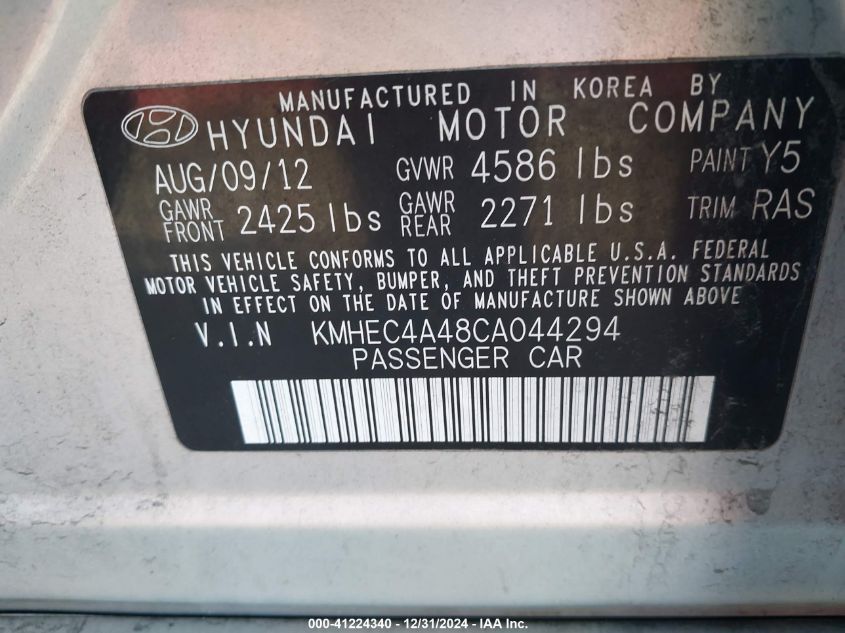 MANUFACTURED IN KOREA BY
HYUNDAI MOTOR COMPANY
AUG/09/12 GVWR 4586 lbs PAINT Y5
GAWR FRONT 2425 lbs GAWR REAR 2271 lbs TRIM RAS
THIS VEHICLE CONFORMS TO ALL APPLICABLE U.S.A. FEDERAL
MOTOR VEHICLE SAFETY, BUMPER, AND THEFT PREVENTION STANDARDS
IN EFFECT ON THE DATE OF MANUFACTURE SHOWN ABOVE
V.I.N KMHEC4A48CA044294
PASSENGER CAR
000-41224340 - 12/31/2024 - IAA Inc.